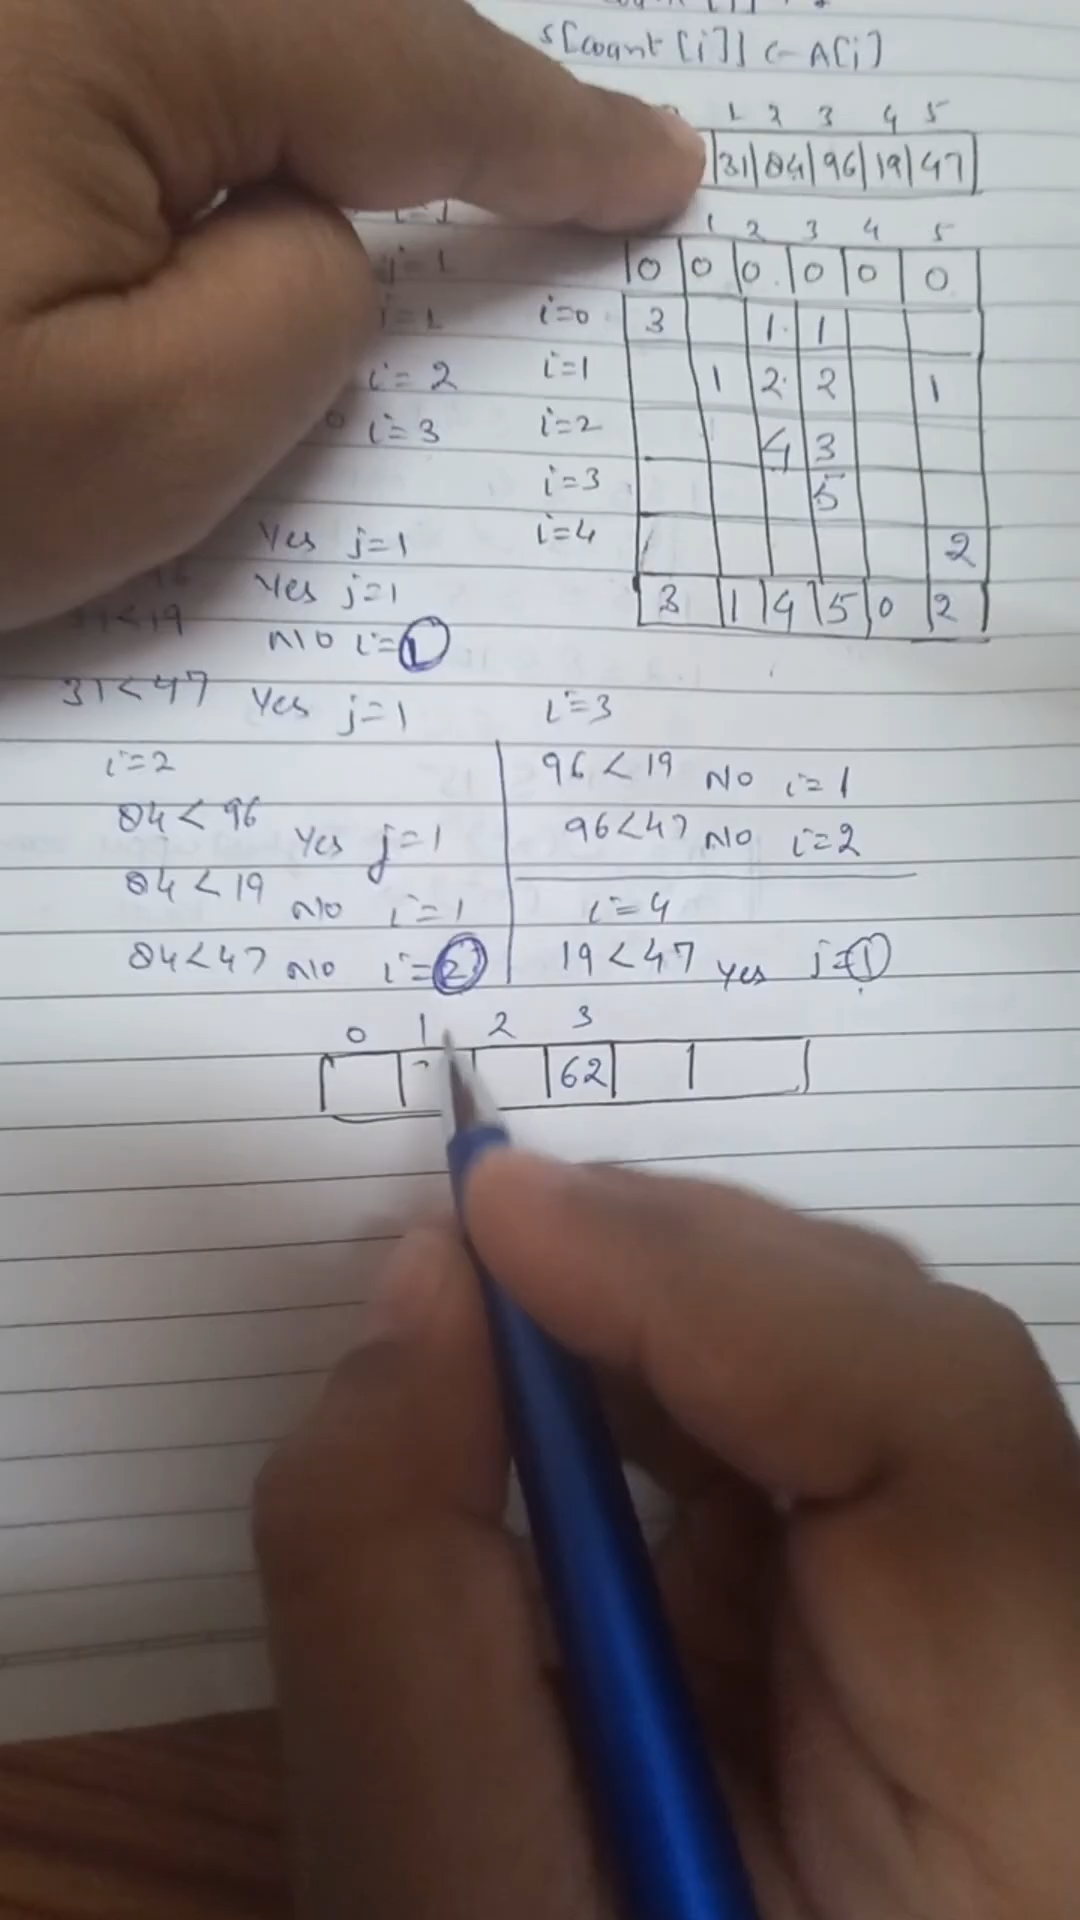 s[count[i]] ← A[i]
1 2 3 4 5
31 84 96 19 47
1 2 3 4 5
0 0 0 0 0 0
j=1
i=1 i=0 3 1 1
i=2 i=1 1 2 2 1
i=3 i=2 4 3
i=3 5
Yes j=1 i=4 2
Yes j=1 3 1 4 5 0 2
31<19 No i=1
31<47 Yes j=1 i=3
i=2
84<96 Yes j=1
84<19 No i=1
84<47 No i=2
96<19 No i=1
96<47 No i=2
i=4
19<47 Yes j=1
0 1 2 3
62